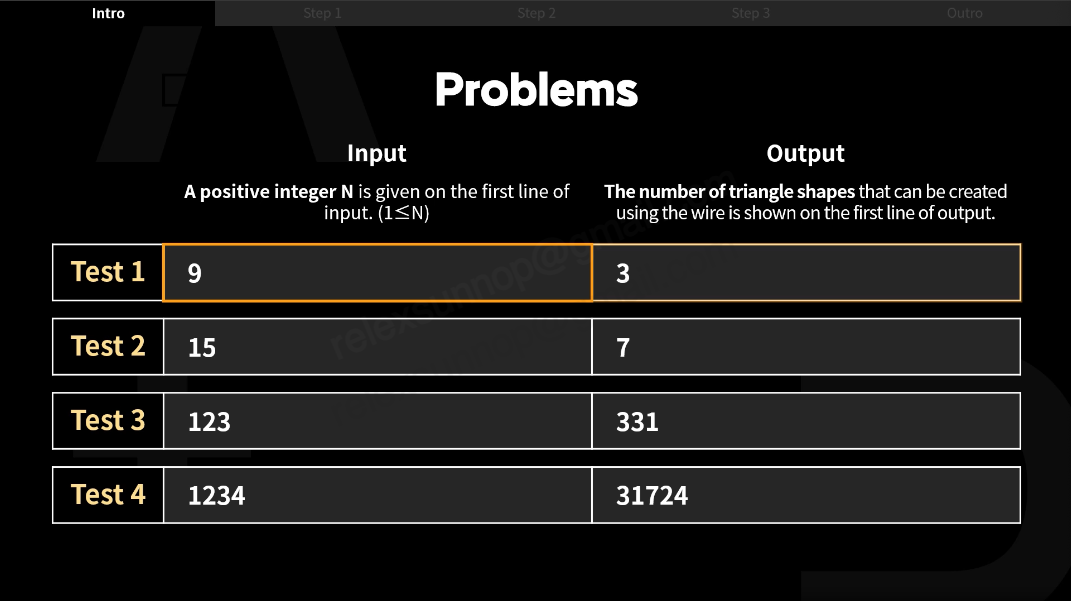 Intro Step 1 Step 2 Step 3 Outro
Problems
Input Output
A positive integer N is given on the first line of
input. (1≤N)
The number of triangle shapes that can be created
using the wire is shown on the first line of output.
Test 1 9 3
Test 2 15 7
Test 3 123 331
Test 4 1234 31724